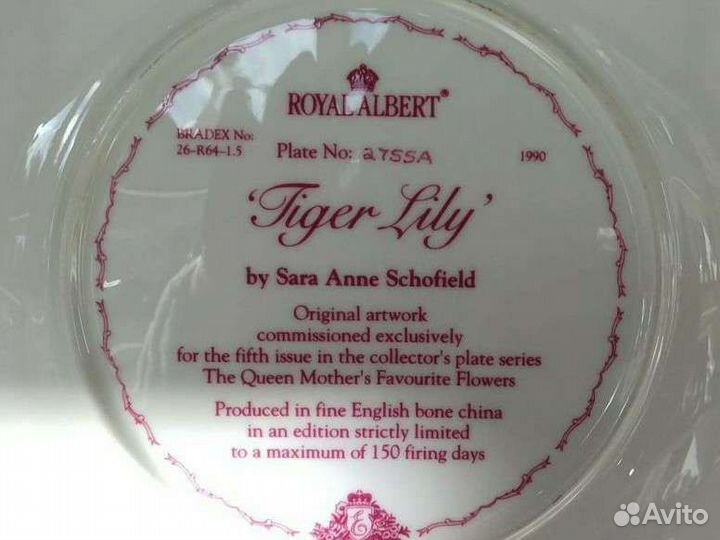 ROYAL ALBERT®
BRADEX No:
26-R64-1.5
Plate No: 2755A
1990
'Tiger Lily'
by Sara Anne Schofield
Original artwork
commissioned exclusively
for the fifth issue in the collector's plate series
The Queen Mother's Favourite Flowers
Produced in fine English bone china
in an edition strictly limited
to a maximum of 150 firing days
E
Avito